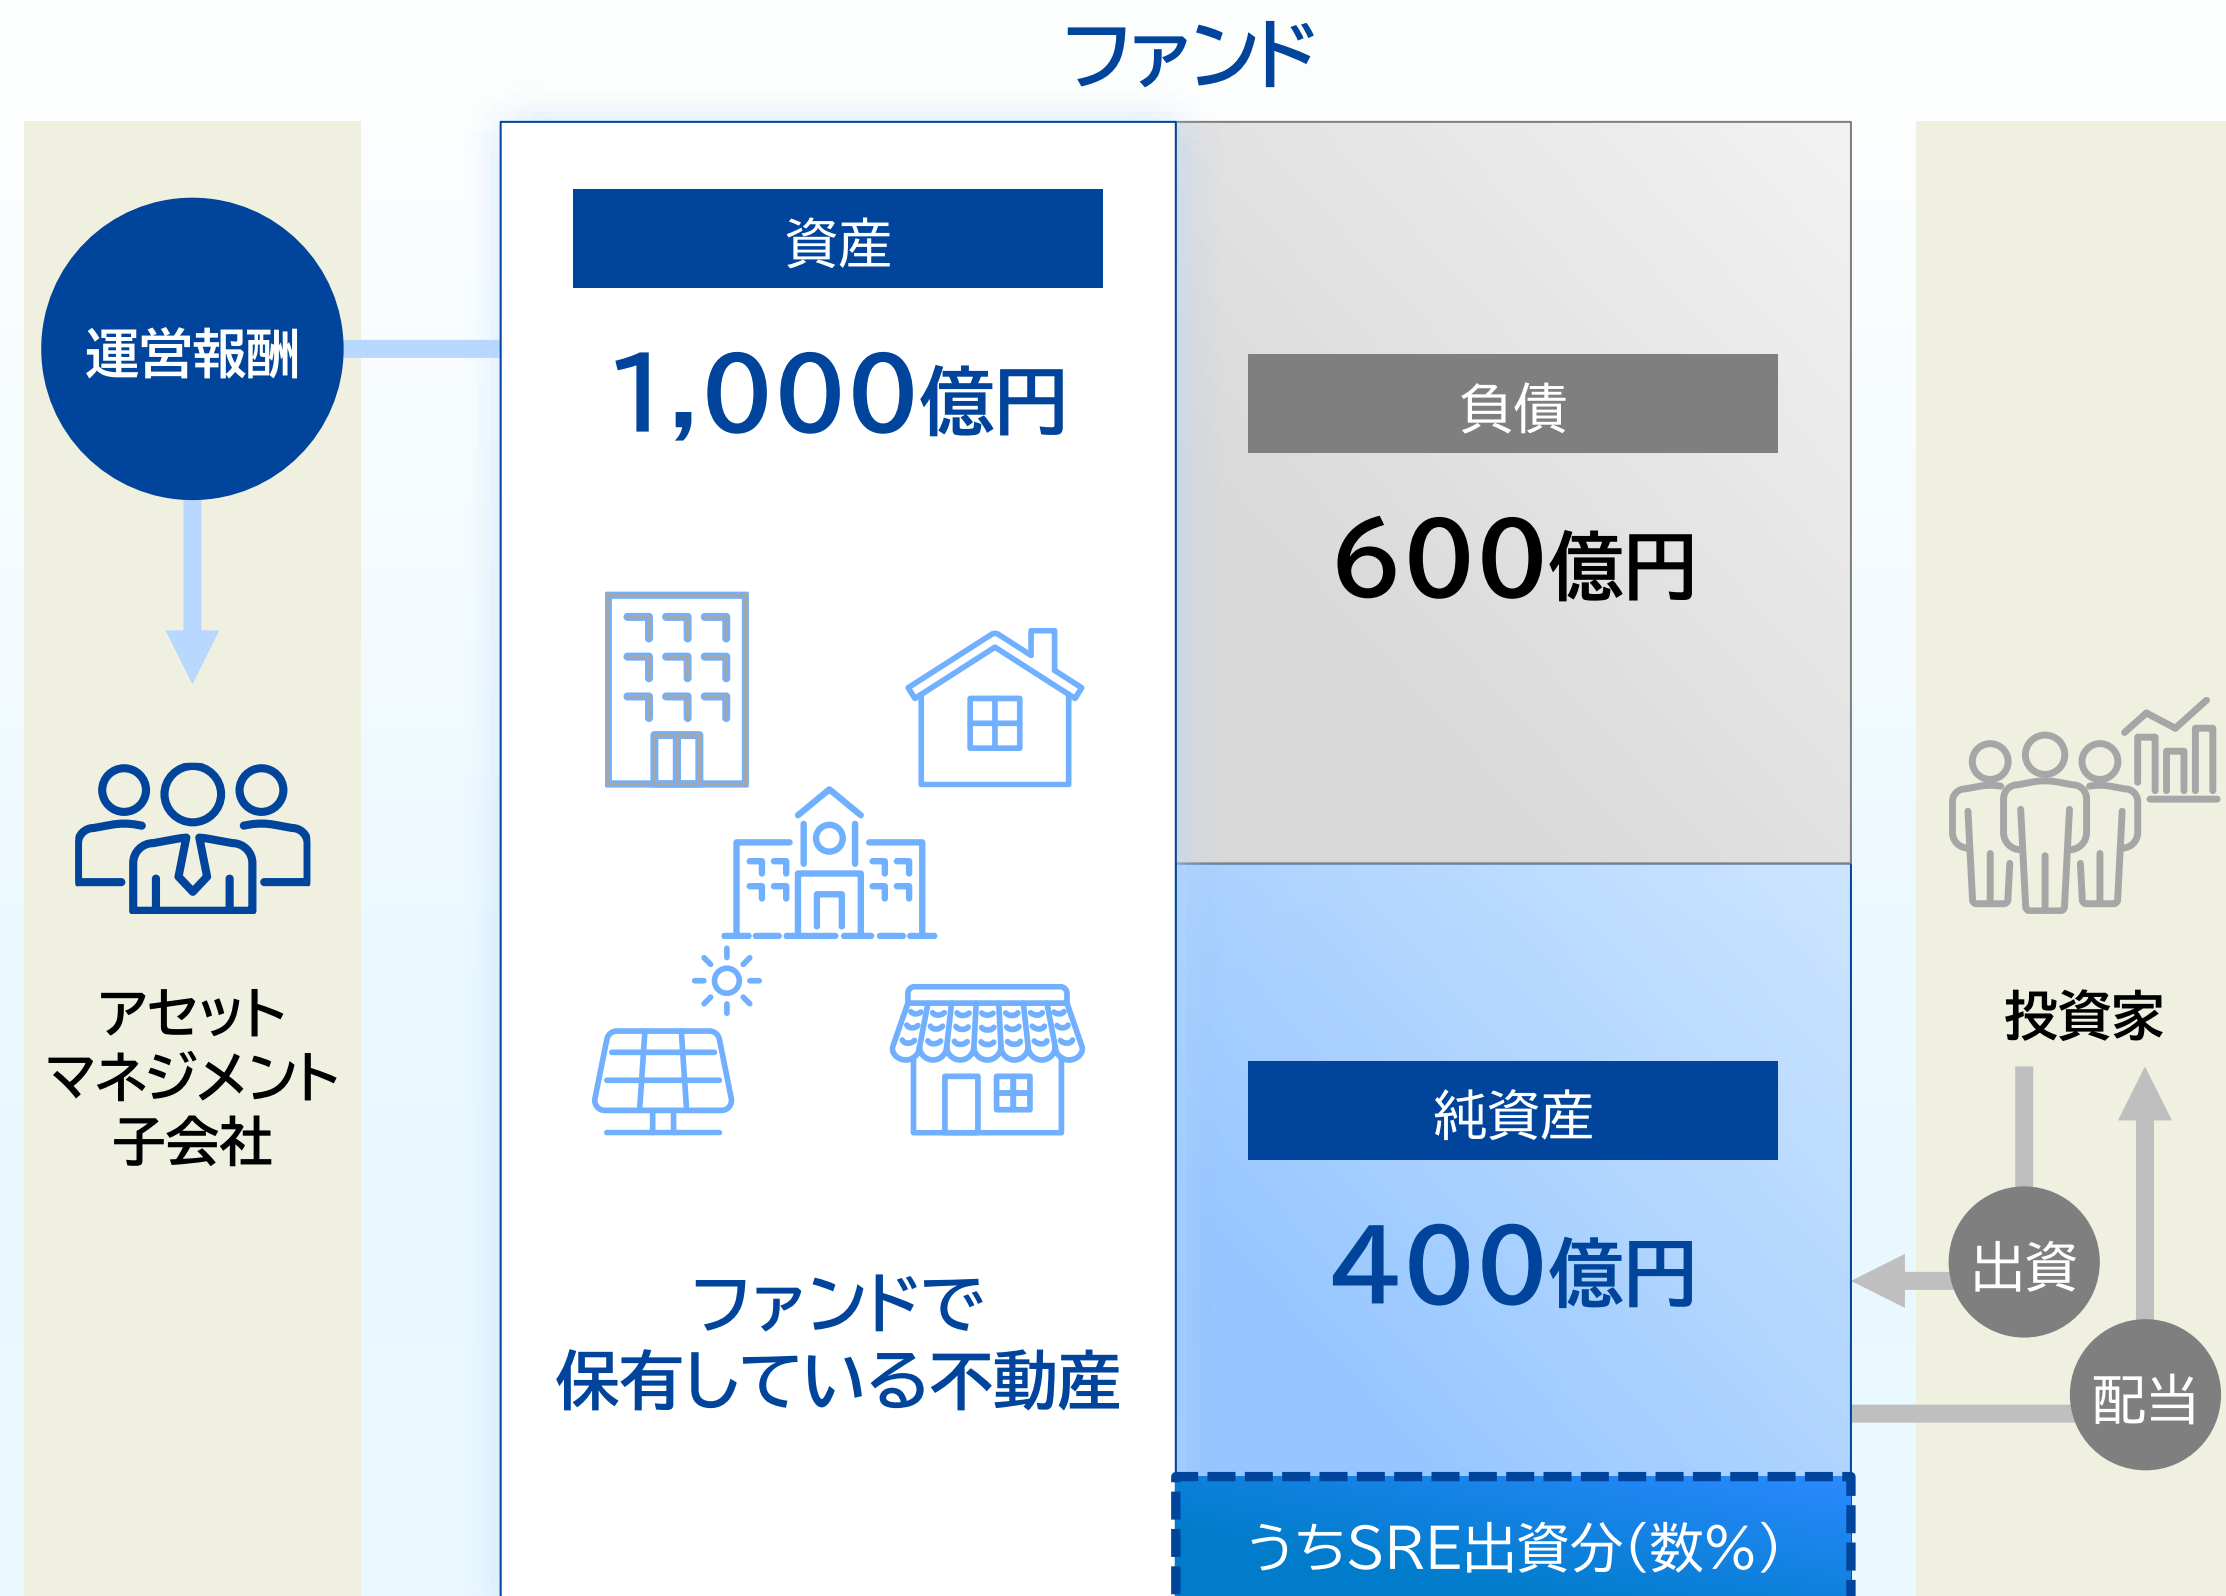 ファンド
運営報酬
アセット
マネジメント
子会社
資産
1,000億円
ファンドで
保有している不動産
負債
600億円
純資産
400億円
うちSRE出資分(数%)
投資家
出資
配当